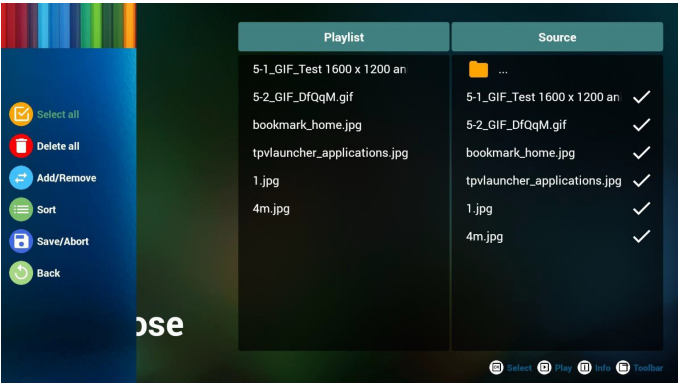 Select all
Delete all
Add/Remove
Sort
Save/Abort
Back
ose
Playlist
5-1_GIF_Test 1600 x 1200 an
5-2_GIF_DfQqM.gif
bookmark_home.jpg
tpvlauncher_applications.jpg
1.jpg
4m.jpg
Source
...
5-1_GIF_Test 1600 x 1200 an
5-2_GIF_DfQqM.gif
bookmark_home.jpg
tpvlauncher_applications.jpg
1.jpg
4m.jpg
Select Play Info Toolbar